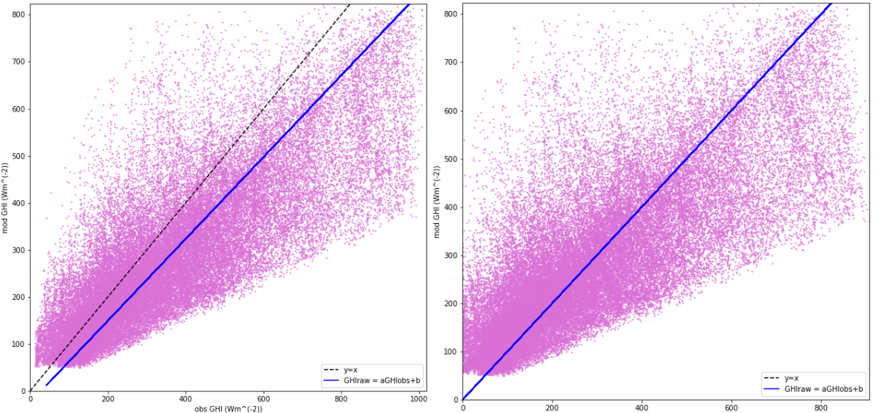 800
700
600
500
400
300
200
100
0
mod GHI (Wm^(-2))
0 200 400 600 800 1000
obs GHI (Wm^(-2))
y=x
GHIraw = aGHIobs+b
800
700
600
500
400
300
200
100
0
mod GHI (Wm^(-2))
0 200 400 600 800
y=x
GHIraw = aGHIobs+b